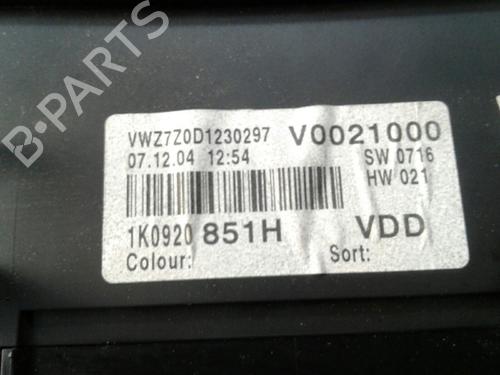 B-PARTS
VWZ7Z0D1230297 V0021000
07.12.04 12:54 SW 0716
HW 021
1K0920 851H VDD
Colour: Sort: